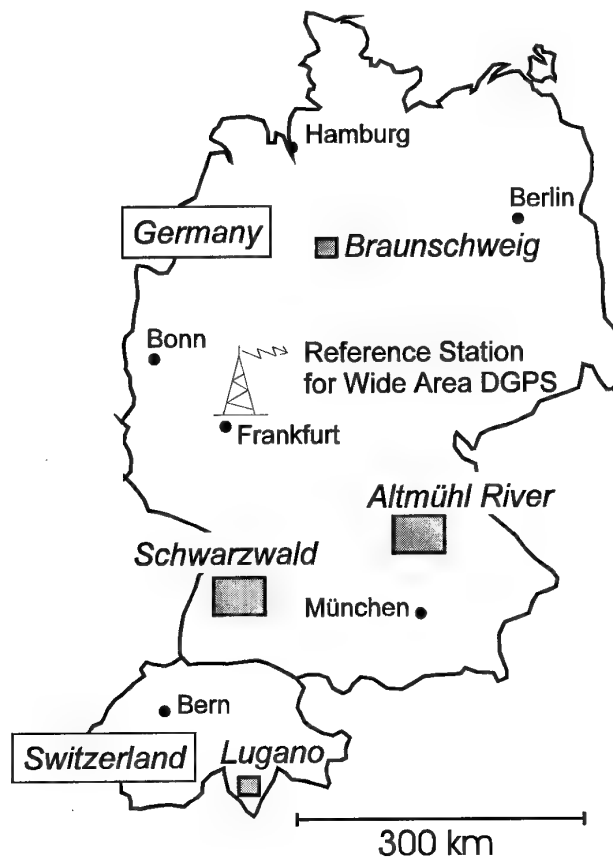 Hamburg
Berlin
Germany
Braunschweig
Bonn
Reference Station
for Wide Area DGPS
Frankfurt
Altmühl River
Schwarzwald
München
Bern
Switzerland
Lugano
300 km